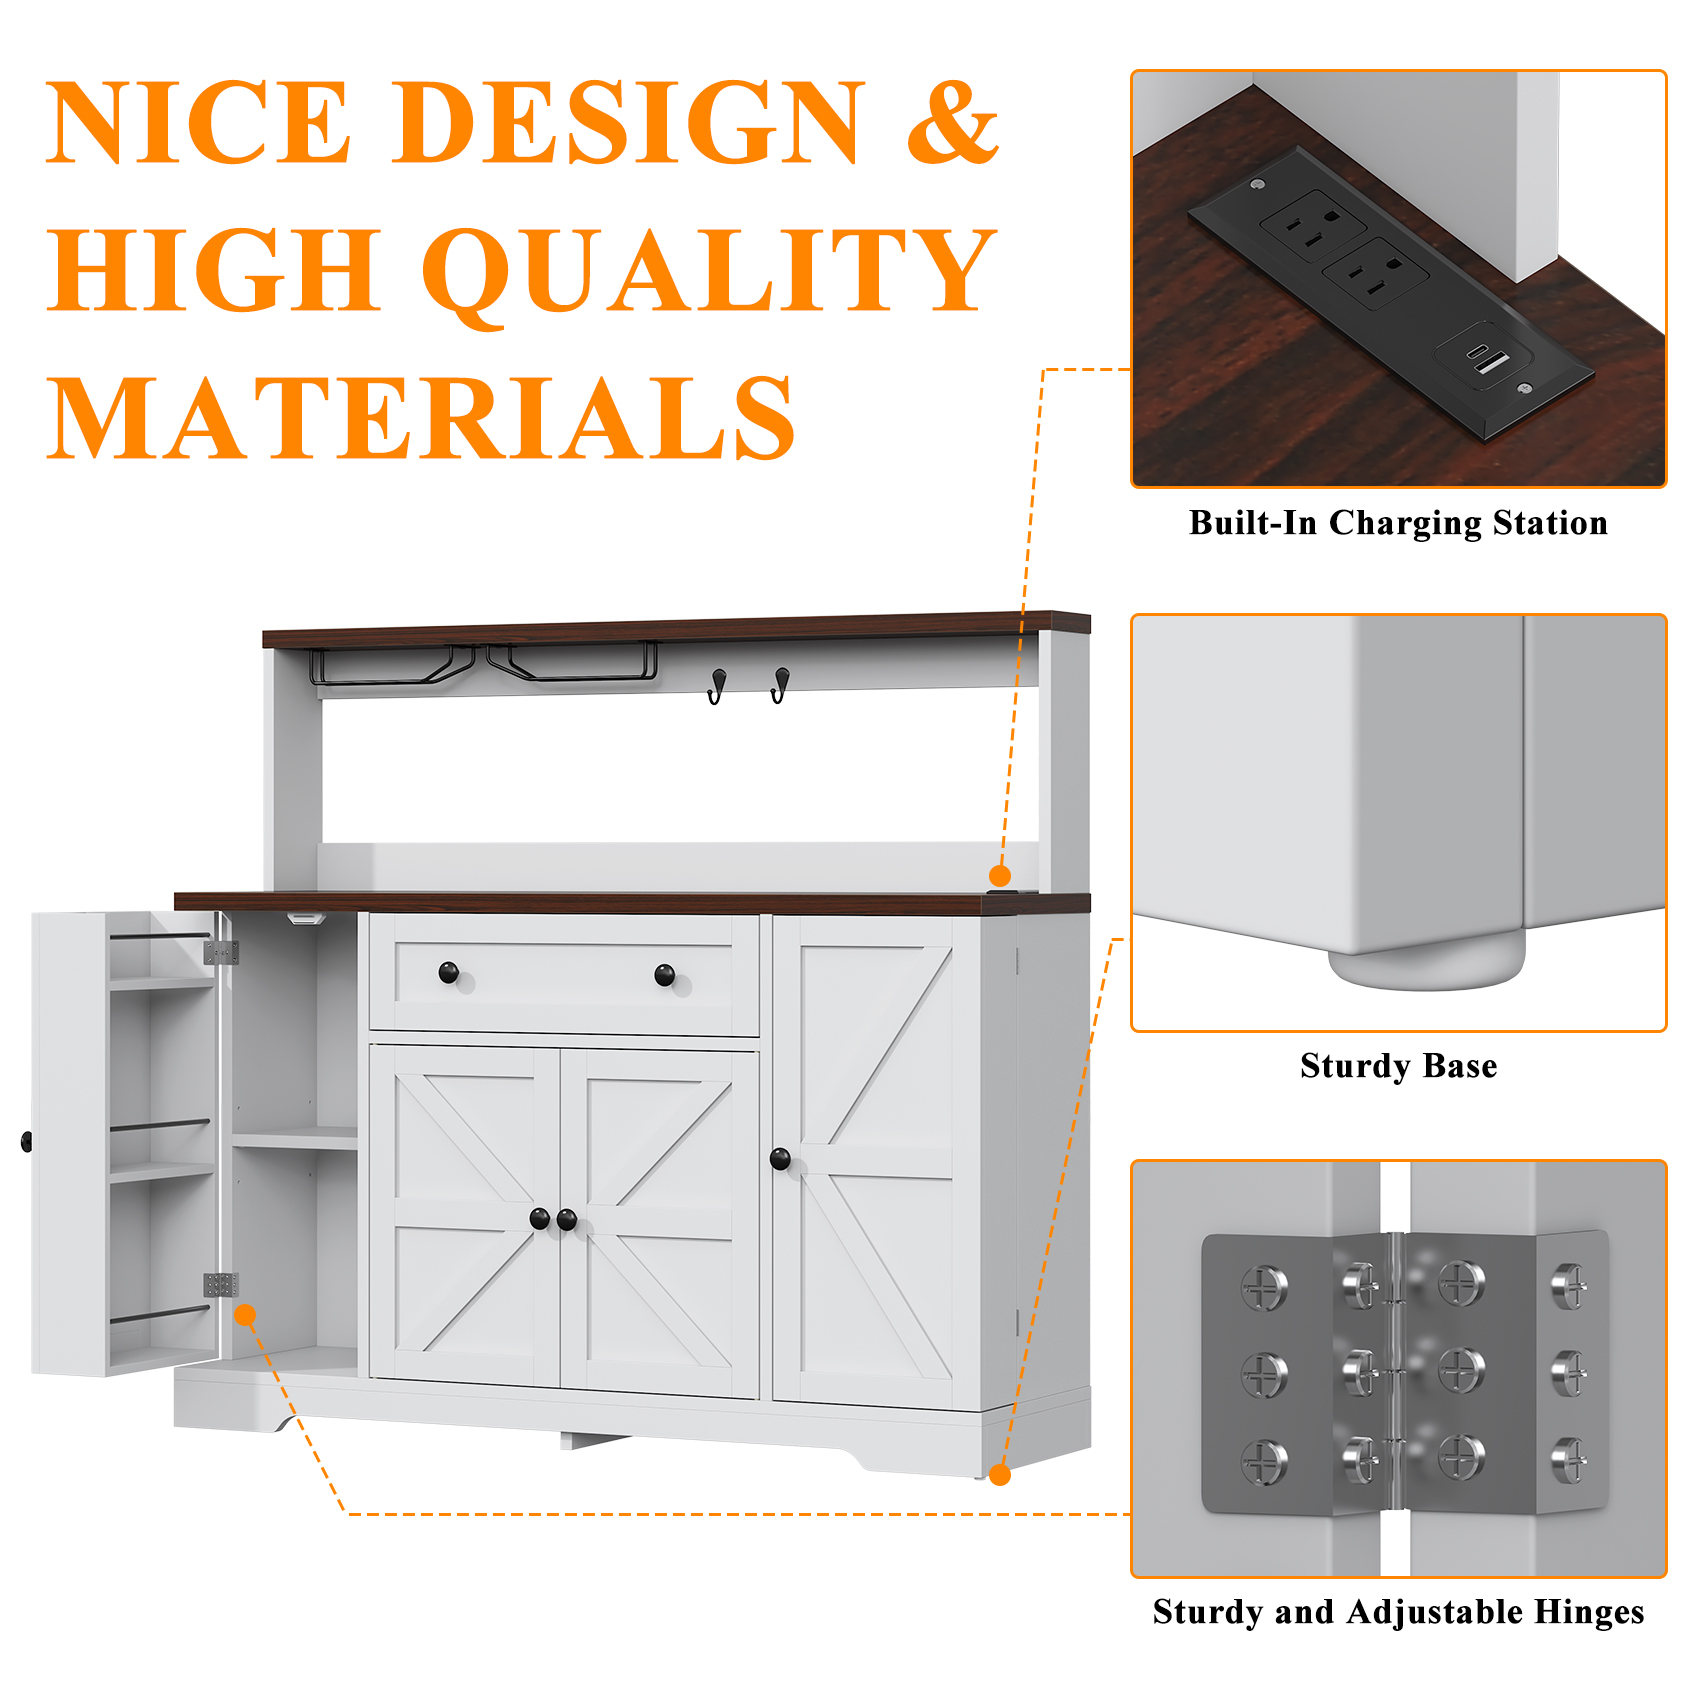 NICE DESIGN &
HIGH QUALITY
MATERIALS
Built-In Charging Station
Sturdy Base
Sturdy and Adjustable Hinges